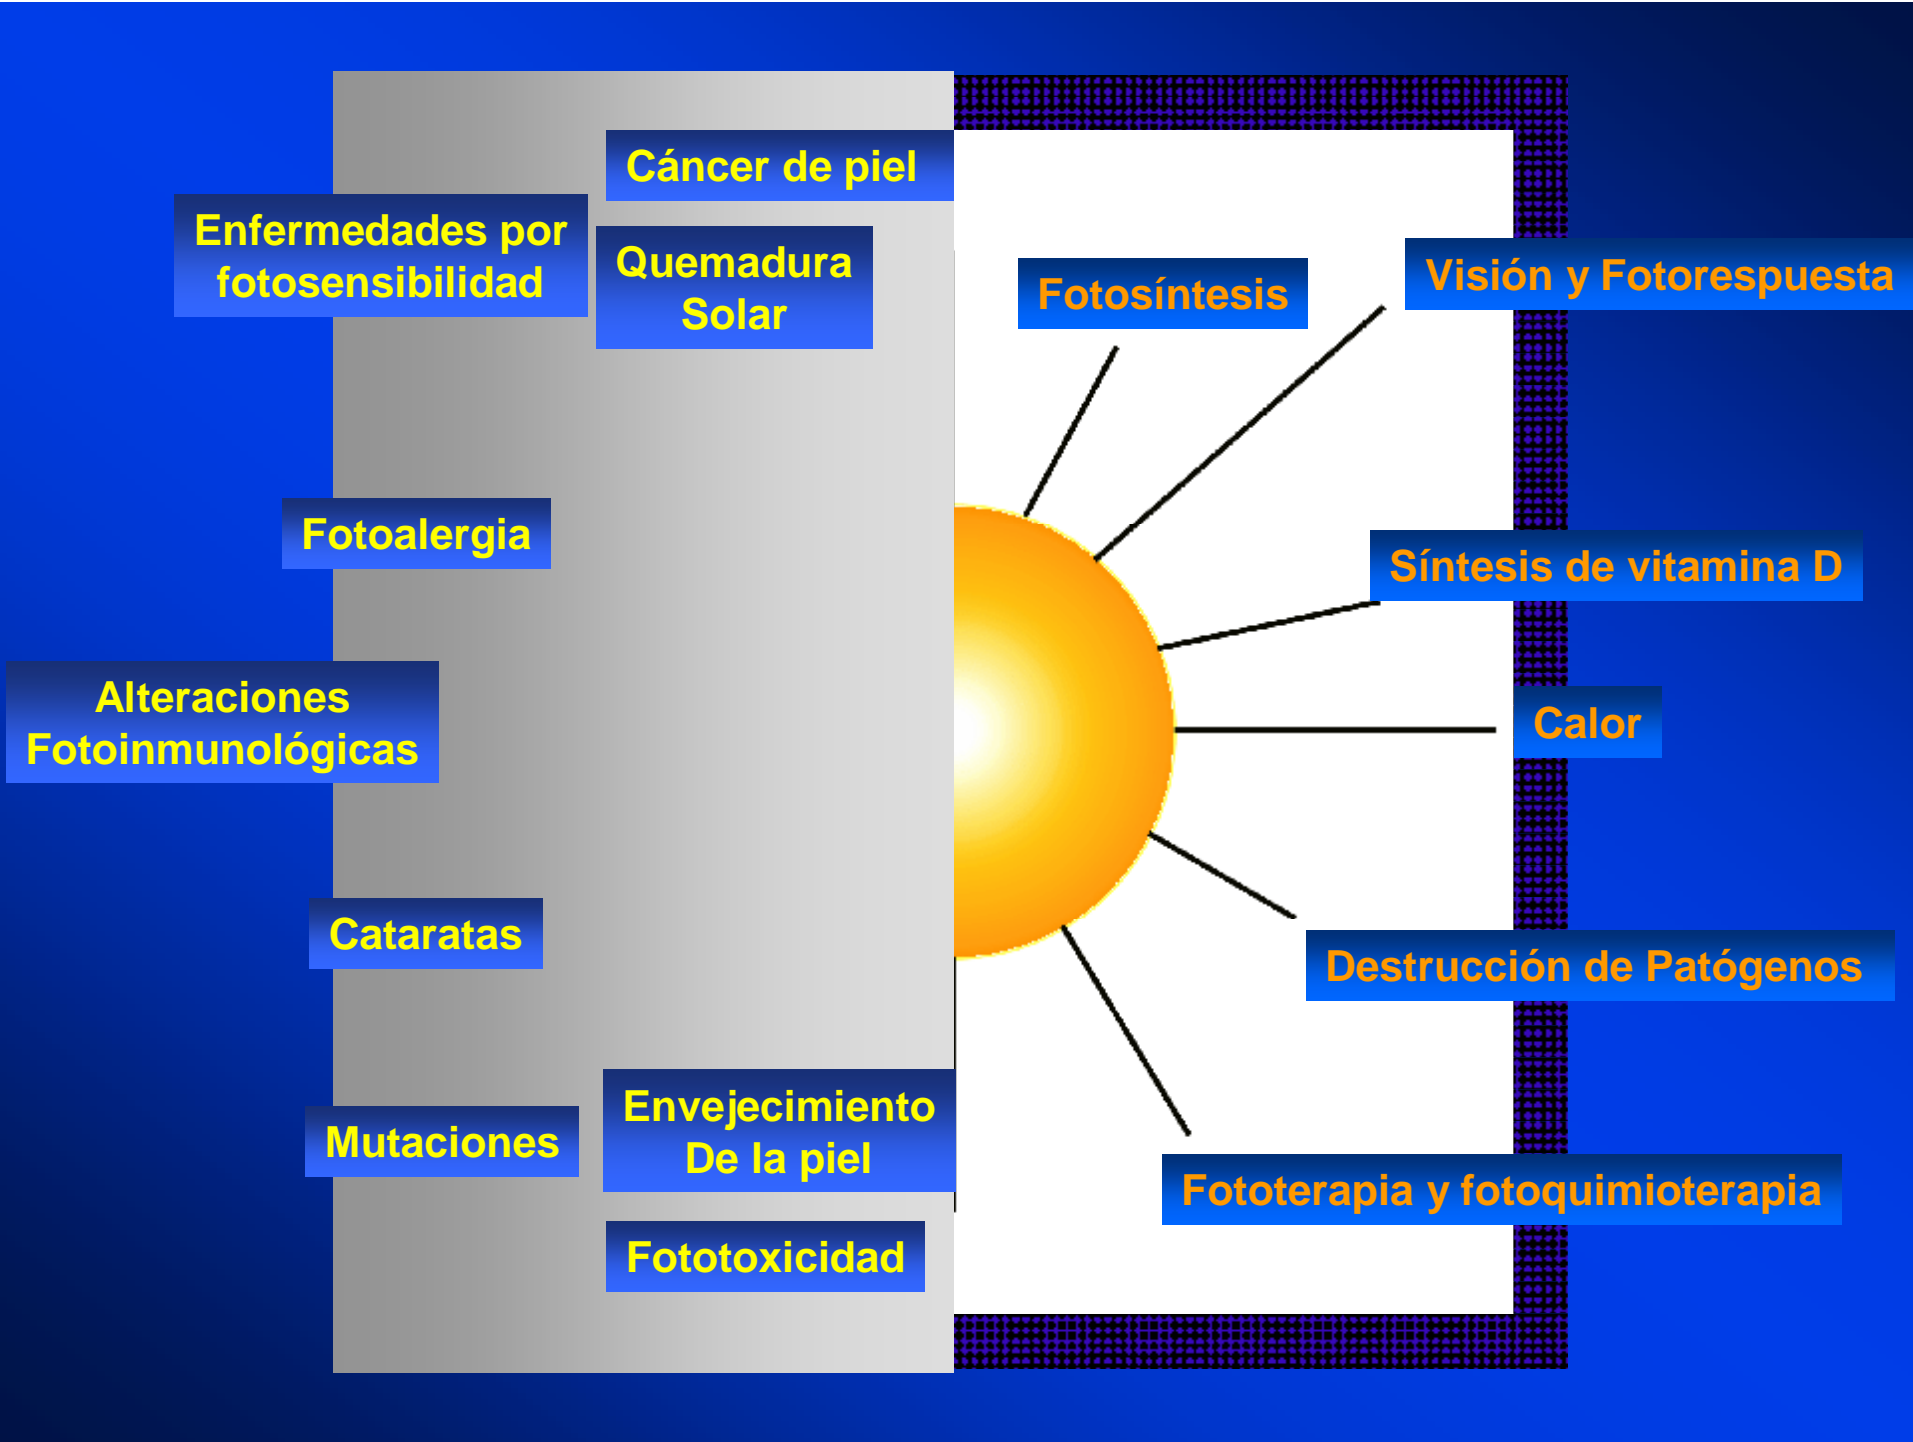 Cáncer de piel
Enfermedades por
fotosensibilidad
Quemadura
Solar
Fotoalergia
Alteraciones
Fotoinmunológicas
Cataratas
Mutaciones
Envejecimiento
De la piel
Fototoxicidad
Fotosíntesis
Visión y Fotorespuesta
Síntesis de vitamina D
Calor
Destrucción de Patógenos
Fototerapia y fotoquimioterapia